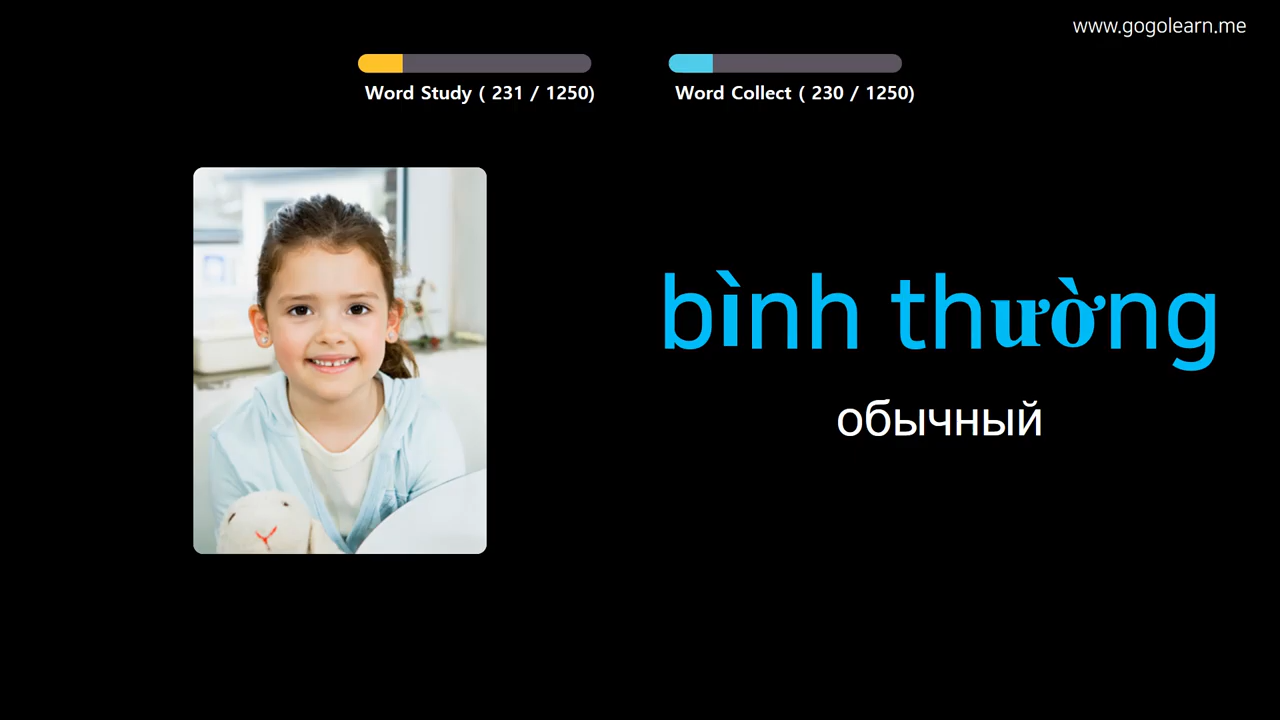 www.gogolearn.me
Word Study ( 231 / 1250)
Word Collect ( 230 / 1250)
bình thường
обычный